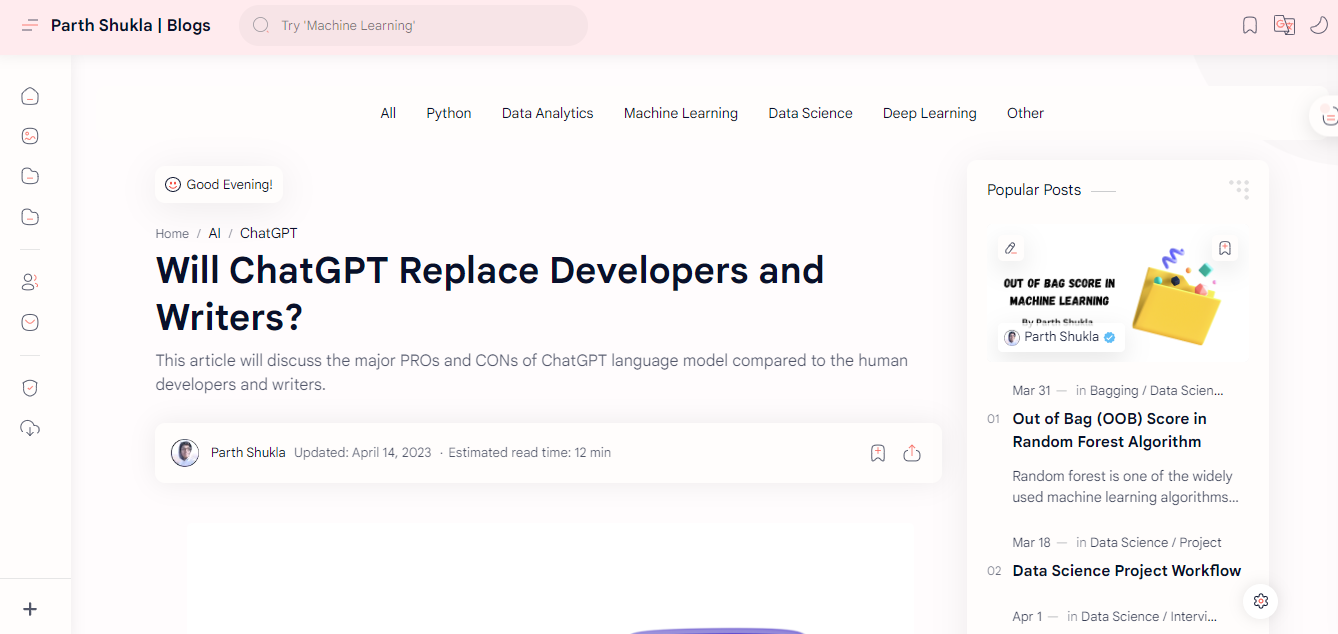 Parth Shukla | Blogs
Try 'Machine Learning'
All Python Data Analytics Machine Learning Data Science Deep Learning Other
Good Evening!
Home / AI / ChatGPT
Will ChatGPT Replace Developers and
Writers?
This article will discuss the major PROs and CONs of ChatGPT language model compared to the human
developers and writers.
Parth Shukla Updated: April 14, 2023 · Estimated read time: 12 min
Popular Posts
OUT OF BAG SCORE IN
MACHINE LEARNING
By Parth Shukla
Parth Shukla
Mar 31 — in Bagging / Data Scien...
01 Out of Bag (OOB) Score in
Random Forest Algorithm
Random forest is one of the widely
used machine learning algorithms...
Mar 18 — in Data Science / Project
02 Data Science Project Workflow
Apr 1 — in Data Science / Intervi...